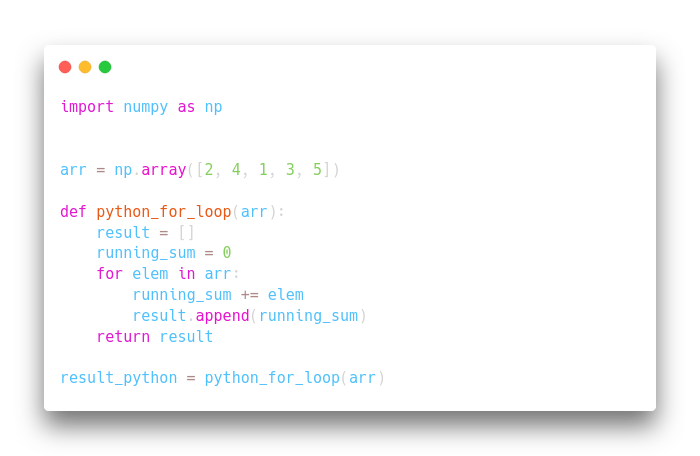 import numpy as np
arr = np.array([2, 4, 1, 3, 5])
def python_for_loop(arr):
    result = []
    running_sum = 0
    for elem in arr:
        running_sum += elem
        result.append(running_sum)
    return result
result_python = python_for_loop(arr)